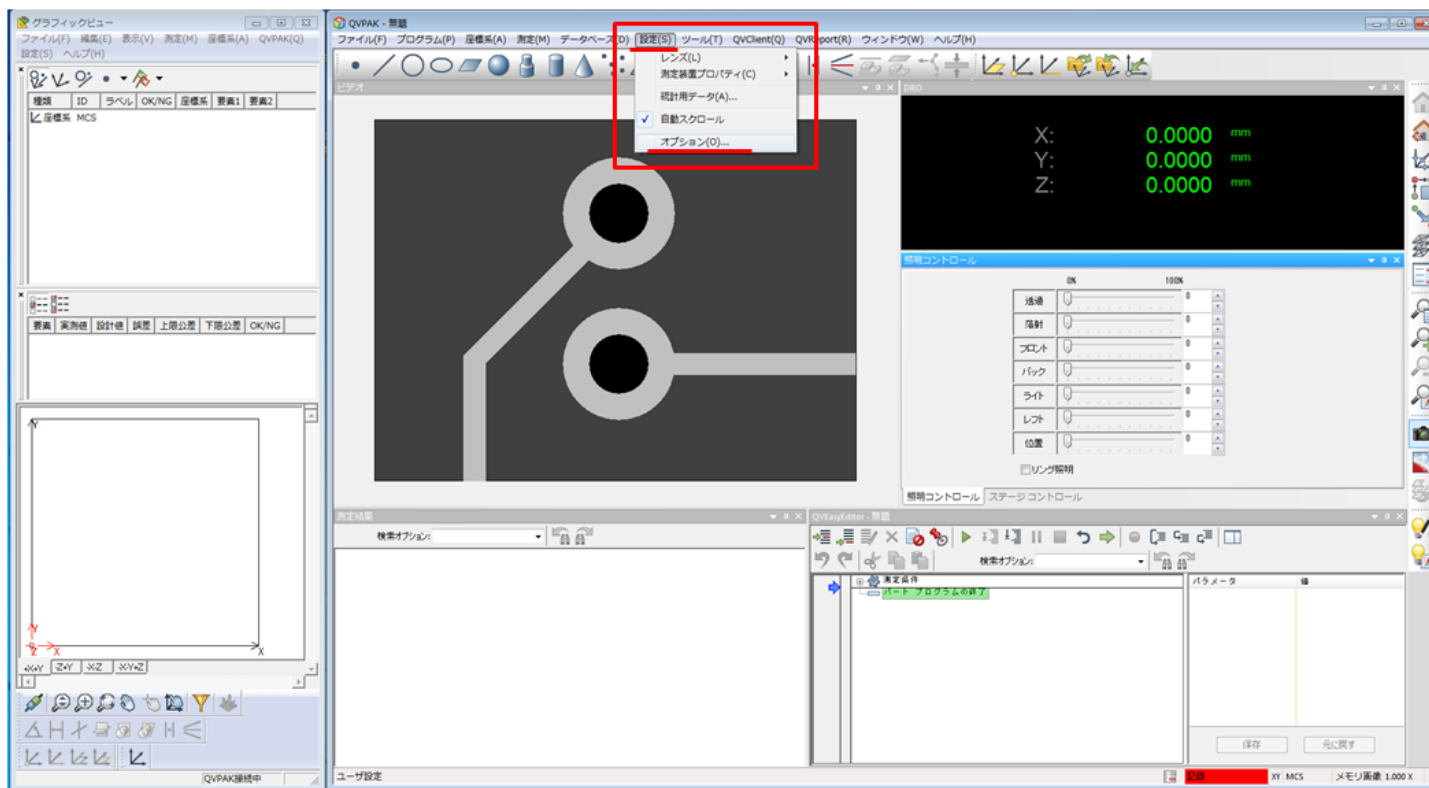 グラフィックビュー
ファイル(F) 編集(E) 表示(V) 測定(M) 座標系(A) QVPAK(Q)
設定(S) ヘルプ(H)
種類 ID ラベル OK/NG 座標系 要素1 要素2
座標系 MCS
要素 実測値 設計値 誤差 上限公差 下限公差 OK/NG
Y
Y
Z X
X
+X+Y -Z+Y -X-Z -X-Y+Z
QVPAK接続中
QVPAK - 無題
ファイル(F) プログラム(P) 座標系(A) 測定(M) データベース(D) 設定(S) ツール(T) QVClient(Q) QVReport(R) ウィンドウ(W) ヘルプ(H)
レンズ(L)
測定装置プロパティ(C)
統計用データ(A)...
自動スクロール
オプション(O)...
ビデオ
DRO
X: 0.0000 mm
Y: 0.0000 mm
Z: 0.0000 mm
照明コントロール
0% 100%
透過 0
落射 0
フロント 0
バック 0
ライト 0
レフト 0
位置 0
リング照明
照明コントロール ステージコントロール
測定結果
検索オプション:
QVEasyEditor - 無題
検索オプション:
測定条件
パート プログラムの終了
パラメータ 値
保存 元に戻す
ユーザ設定
記録 XY MCS メモリ画像 1.000 X